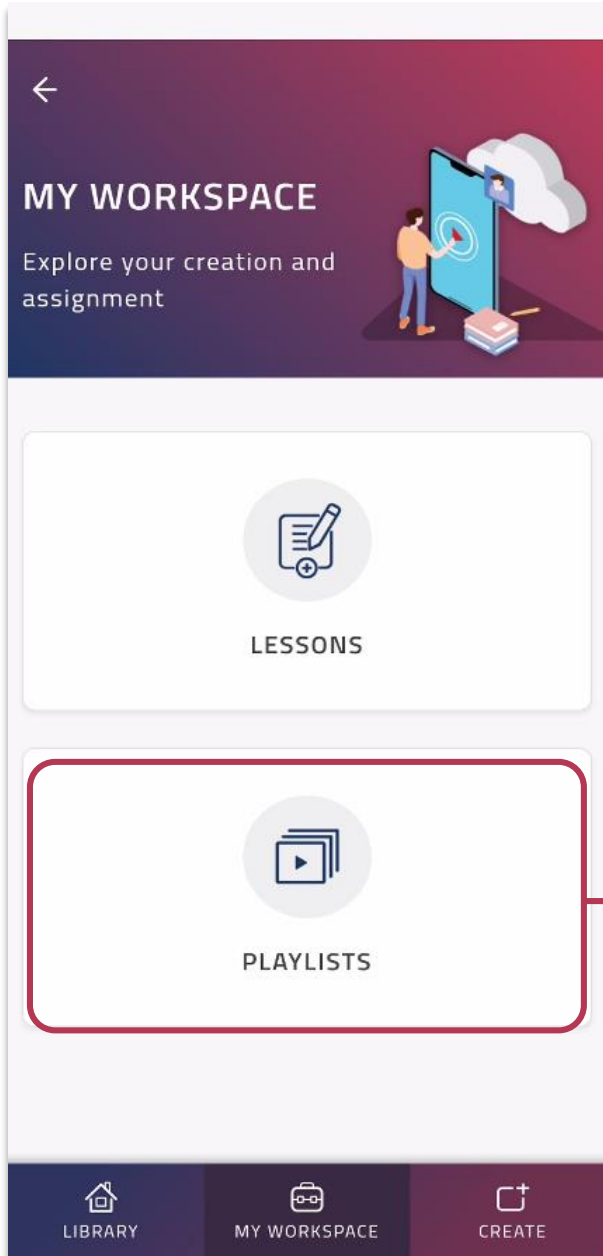 MY WORKSPACE
Explore your creation and
assignment
LESSONS
PLAYLISTS
LIBRARY
MY WORKSPACE
CREATE